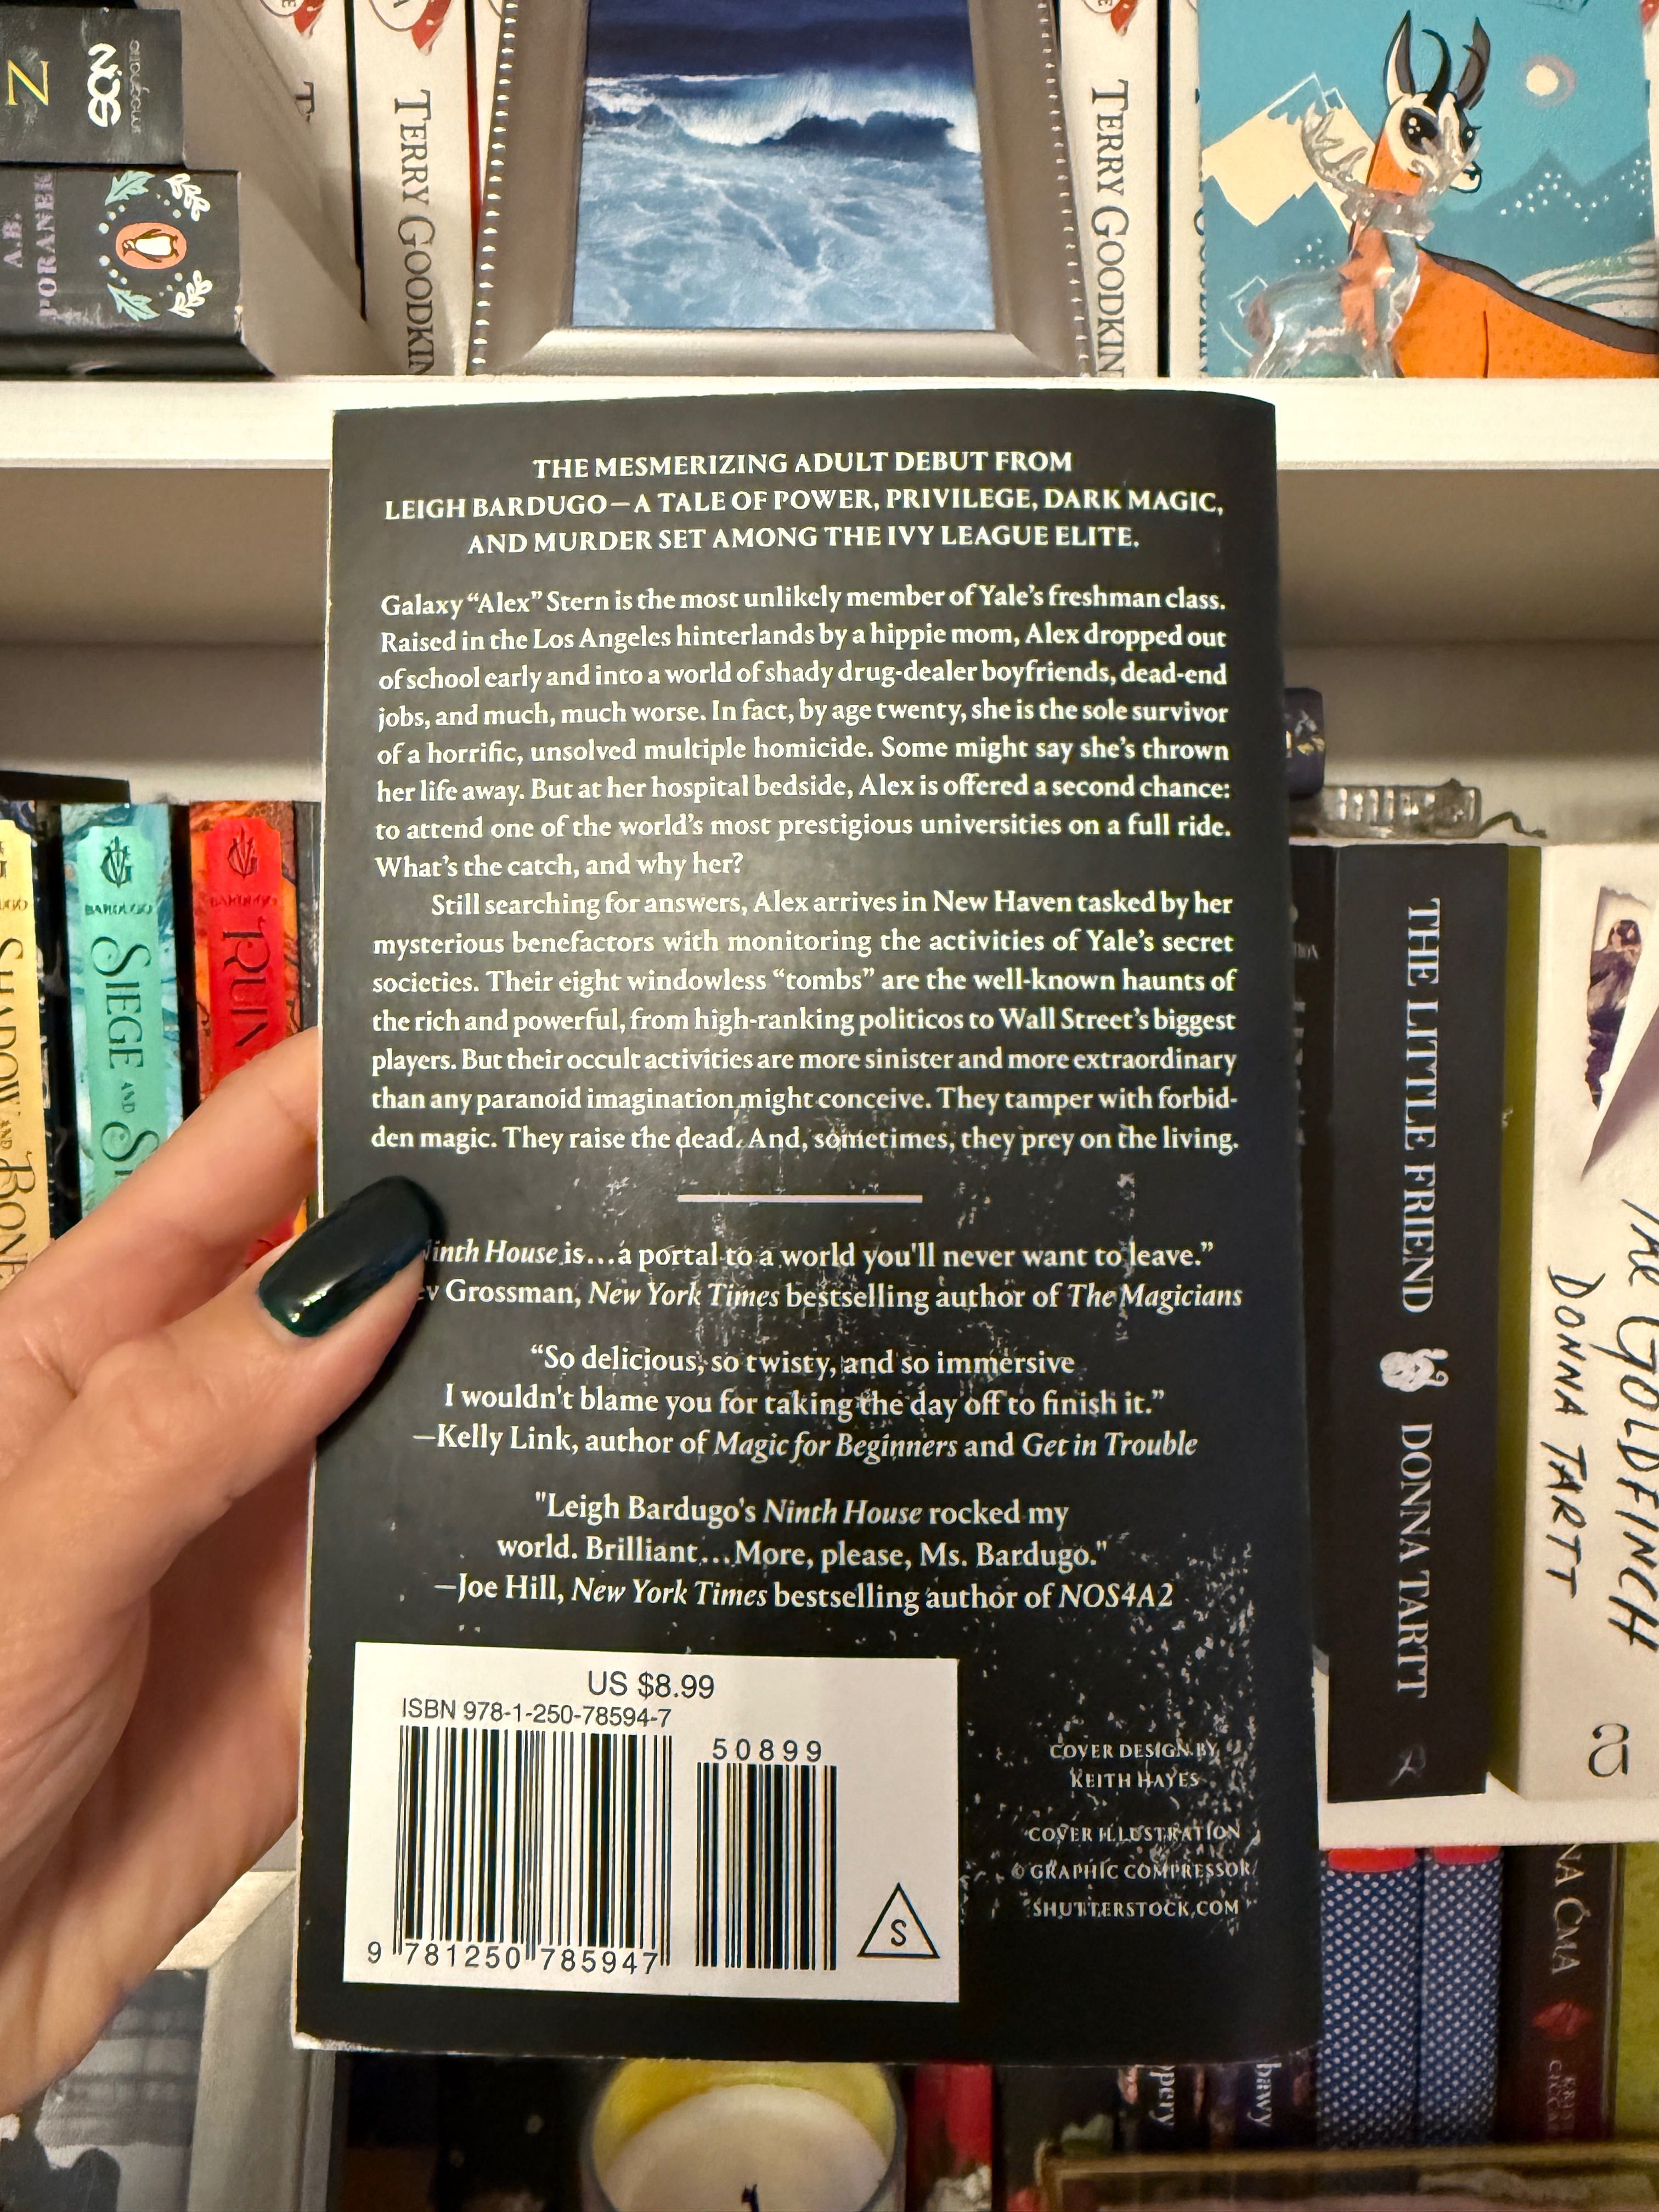 NOS
Z
A.B.
PORANEK
TERRY GOODKIN
TERRY GOODKIN
THE MESMERIZING ADULT DEBUT FROM
LEIGH BARDUGO—A TALE OF POWER, PRIVILEGE, DARK MAGIC,
AND MURDER SET AMONG THE IVY LEAGUE ELITE.
Galaxy “Alex” Stern is the most unlikely member of Yale’s freshman class.
Raised in the Los Angeles hinterlands by a hippie mom, Alex dropped out
of school early and into a world of shady drug-dealer boyfriends, dead-end
jobs, and much, much worse. In fact, by age twenty, she is the sole survivor
of a horrific, unsolved multiple homicide. Some might say she’s thrown
her life away. But at her hospital bedside, Alex is offered a second chance:
to attend one of the world’s most prestigious universities on a full ride.
What’s the catch, and why her?
Still searching for answers, Alex arrives in New Haven tasked by her
mysterious benefactors with monitoring the activities of Yale’s secret
societies. Their eight windowless “tombs” are the well-known haunts of
the rich and powerful, from high-ranking politicos to Wall Street’s biggest
players. But their occult activities are more sinister and more extraordinary
than any paranoid imagination might conceive. They tamper with forbid-
den magic. They raise the dead. And, sometimes, they prey on the living.
inth House is…a portal to a world you'll never want to leave.”
v Grossman, New York Times bestselling author of The Magicians
“So delicious, so twisty, and so immersive
I wouldn't blame you for taking the day off to finish it.”
—Kelly Link, author of Magic for Beginners and Get in Trouble
"Leigh Bardugo's Ninth House rocked my
world. Brilliant…More, please, Ms. Bardugo."
—Joe Hill, New York Times bestselling author of NOS4A2
US $8.99
ISBN 978-1-250-78594-7
50899
9 781250 785947
S
COVER DESIGN BY
KEITH HAYES
COVER ILLUSTRATION
© GRAPHIC COMPRESSOR/
SHUTTERSTOCK.COM
SHADOW AND BONE
BARDUGO
SIEGE AND S
BARDUGO
RUIN
THE LITTLE FRIEND
DONNA TARTT
THE GOLDFINCH
DONNA TARTT
a